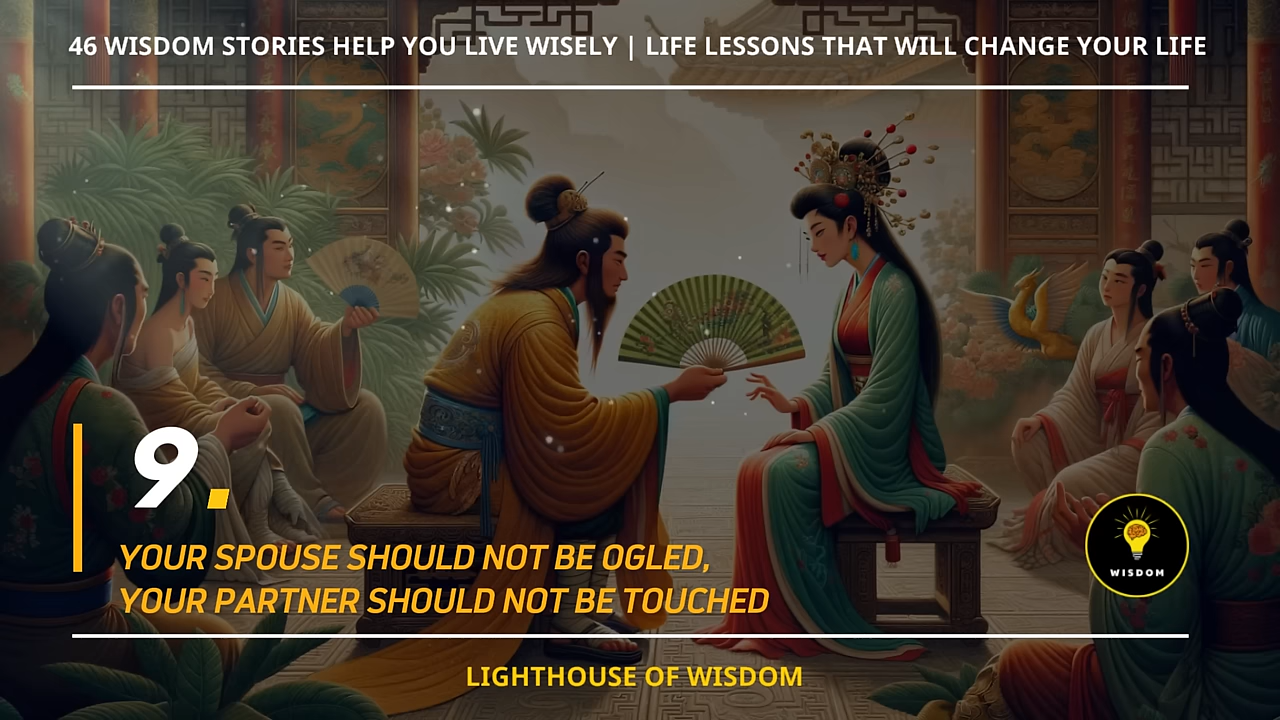 46 WISDOM STORIES HELP YOU LIVE WISELY | LIFE LESSONS THAT WILL CHANGE YOUR LIFE
9.
YOUR SPOUSE SHOULD NOT BE OGLED,
YOUR PARTNER SHOULD NOT BE TOUCHED
WISDOM
LIGHTHOUSE OF WISDOM